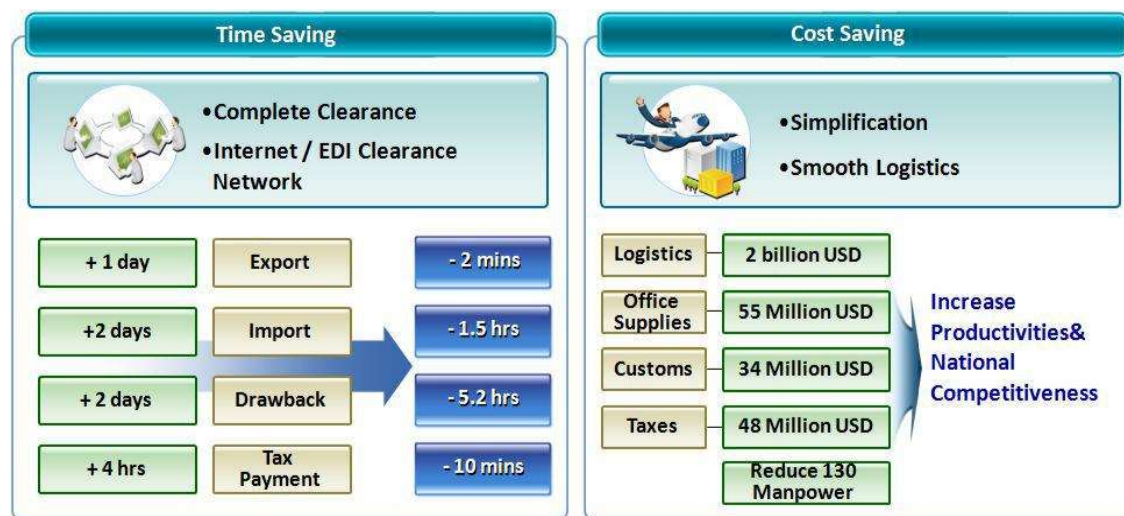 Time Saving
•Complete Clearance
•Internet / EDI Clearance
Network
+ 1 day
Export
- 2 mins
+2 days
Import
- 1.5 hrs
+ 2 days
Drawback
- 5.2 hrs
+ 4 hrs
Tax
Payment
- 10 mins
Cost Saving
•Simplification
•Smooth Logistics
Logistics
2 billion USD
Office
Supplies
55 Million USD
Customs
34 Million USD
Taxes
48 Million USD
Reduce 130
Manpower
Increase
Productivities&
National
Competitiveness